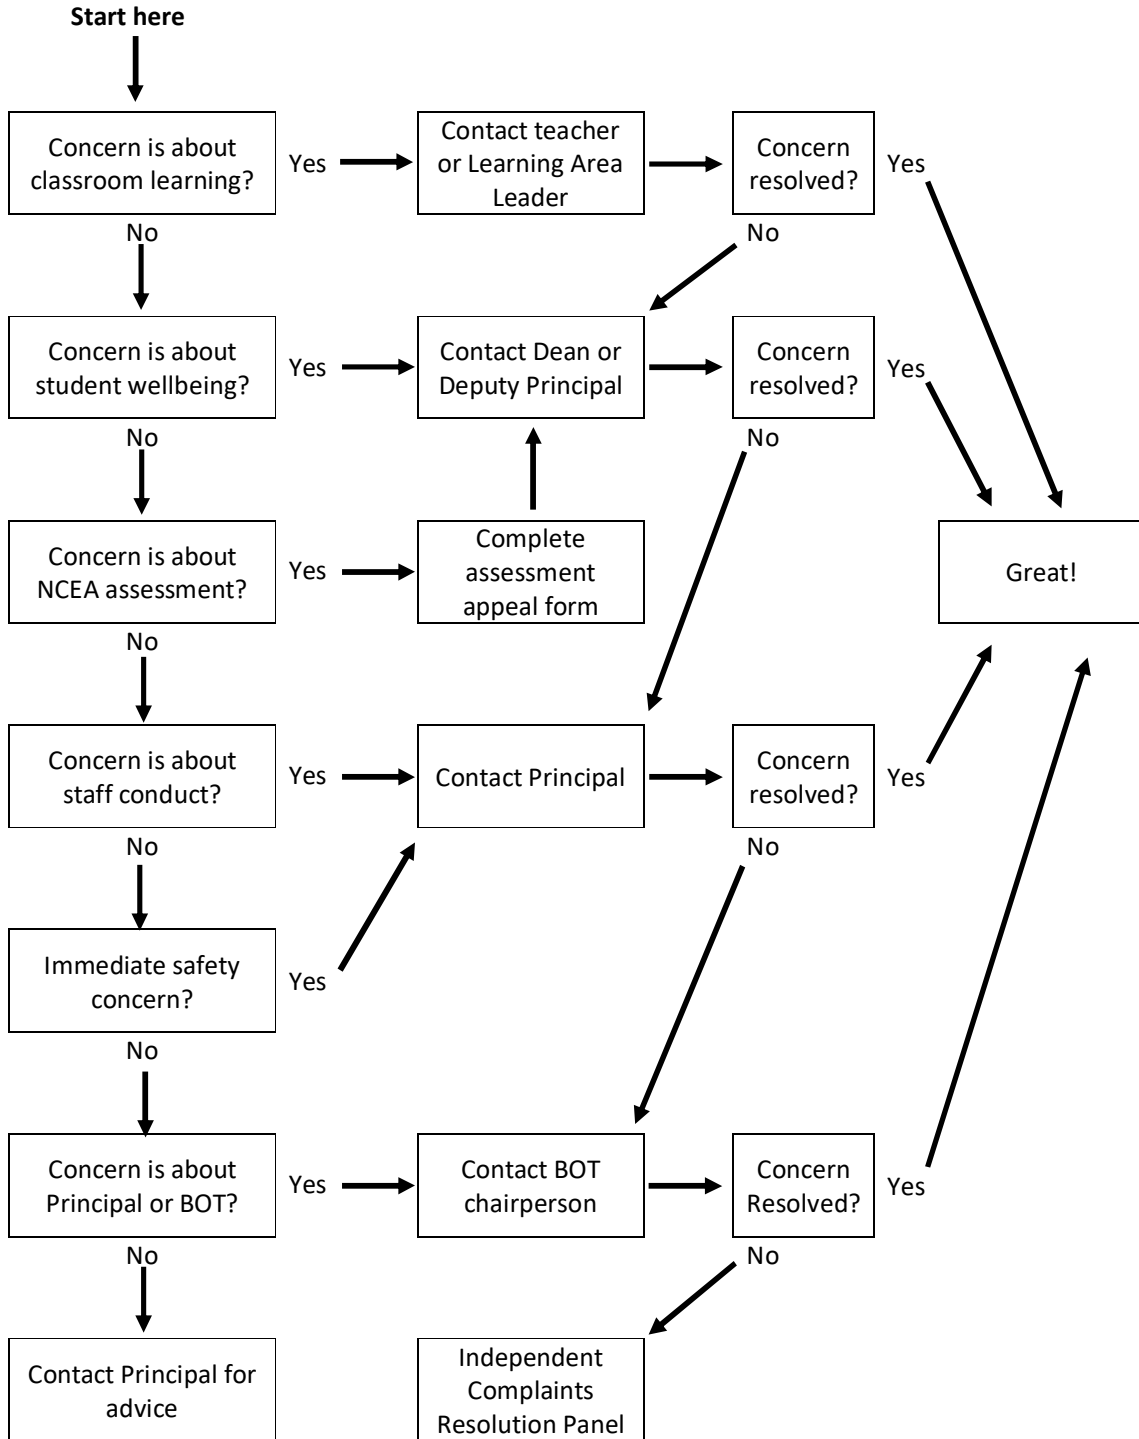 Start here
Concern is about
classroom learning?
Yes
Contact teacher
or Learning Area
Leader
Concern
resolved?
Yes
No
No
Concern is about
student wellbeing?
Yes
Contact Dean or
Deputy Principal
Concern
resolved?
Yes
No
No
Concern is about
NCEA assessment?
Yes
Complete
assessment
appeal form
Great!
No
Concern is about
staff conduct?
Yes
Contact Principal
Concern
resolved?
Yes
No
No
Immediate safety
concern?
Yes
No
Concern is about
Principal or BOT?
Yes
Contact BOT
chairperson
Concern
Resolved?
Yes
No
No
Contact Principal for
advice
Independent
Complaints
Resolution Panel